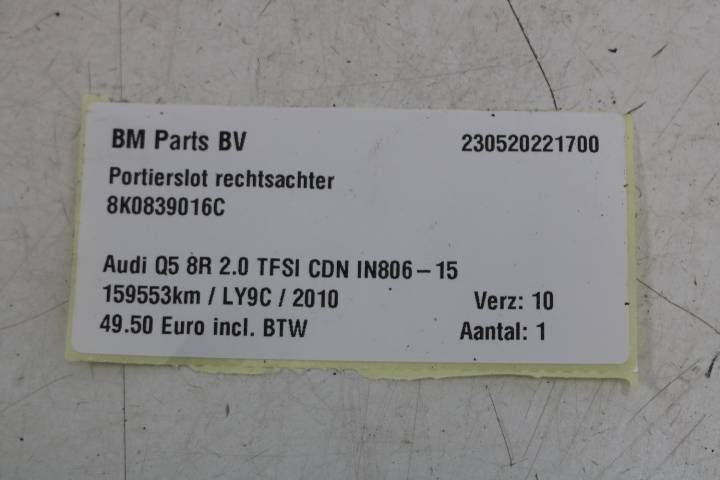 BM Parts BV 230520221700
Portierslot rechtsachter
8K0839016C
Audi Q5 8R 2.0 TFSI CDN IN806-15
159553km / LY9C / 2010 Verz: 10
49.50 Euro incl. BTW Aantal: 1